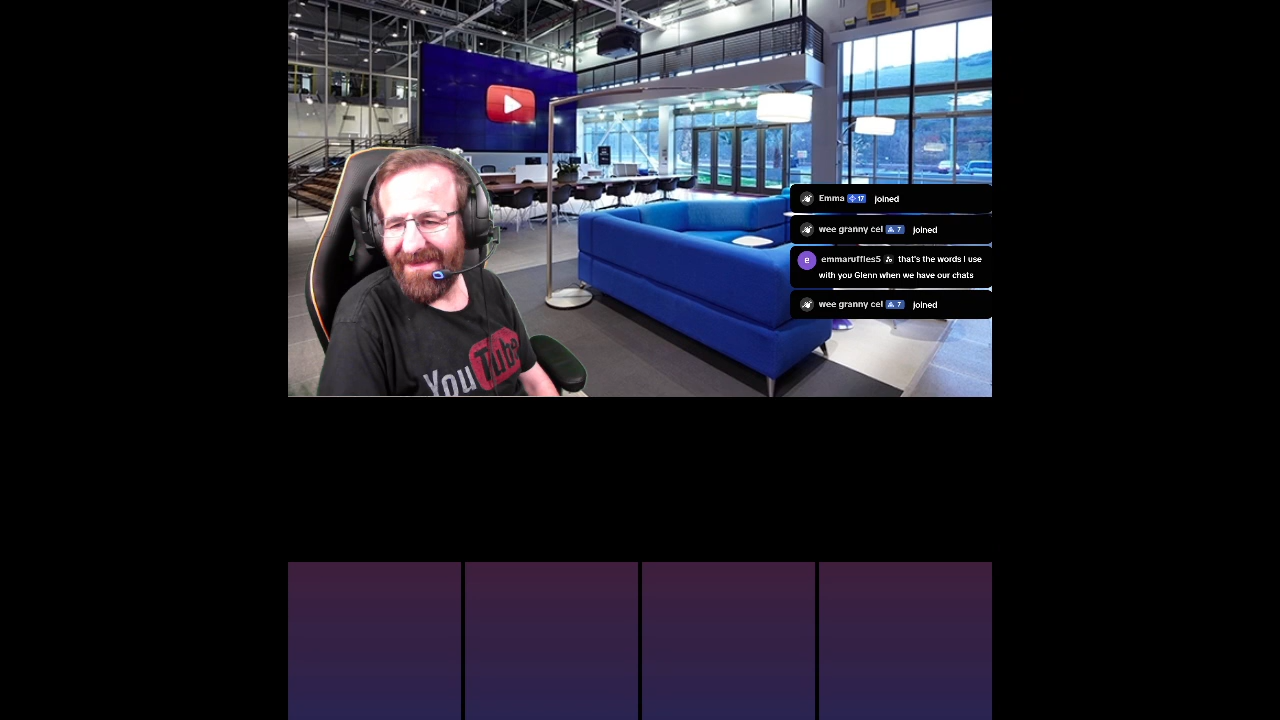 Emma 17 joined
wee granny cel 7 joined
e emmaruffles5 that's the words I use
with you Glenn when we have our chats
wee granny cel 7 joined
YouTube